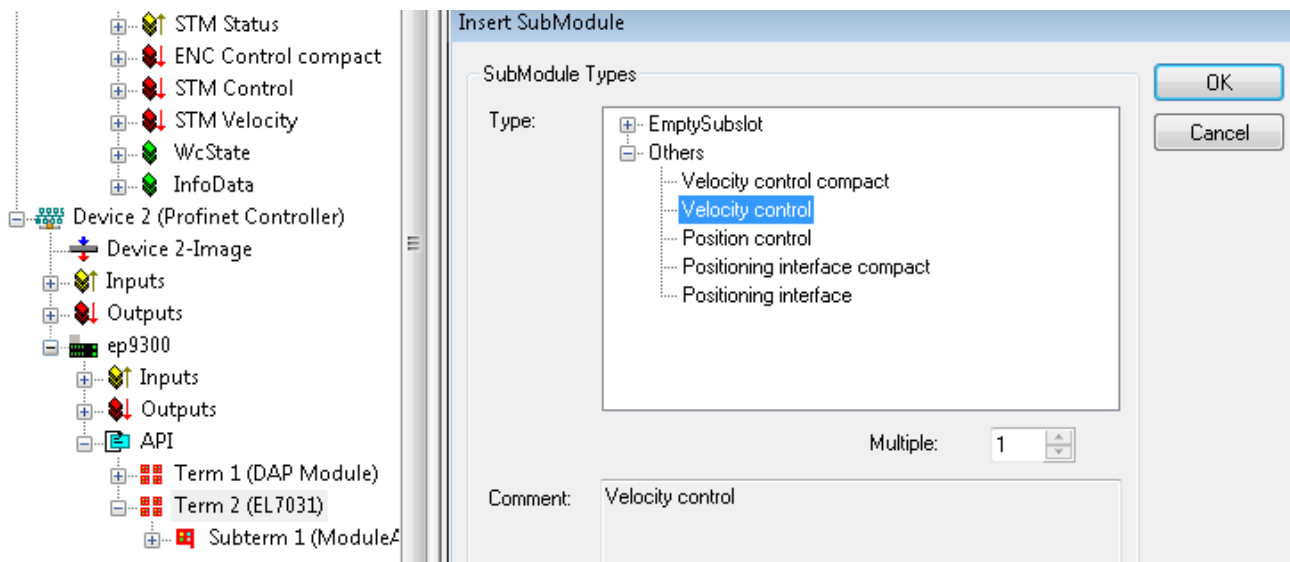 STM Status
ENC Control compact
STM Control
STM Velocity
WcState
InfoData
Device 2 (Profinet Controller)
Device 2-Image
Inputs
Outputs
ep9300
Inputs
Outputs
API
Term 1 (DAP Module)
Term 2 (EL7031)
Subterm 1 (ModuleA
Insert SubModule
SubModule Types
Type:
EmptySubslot
Others
Velocity control compact
Velocity control
Position control
Positioning interface compact
Positioning interface
Multiple:
1
Comment:
Velocity control
OK
Cancel